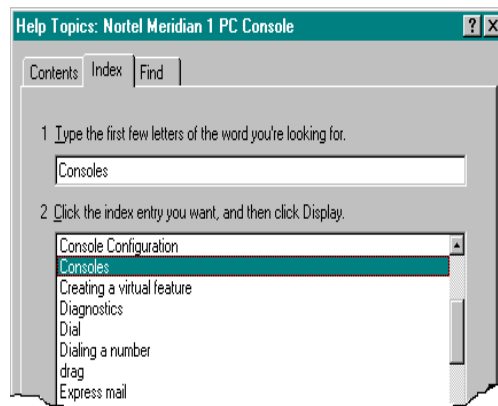 Help Topics: Nortel Meridian 1 PC Console
Contents Index Find
1 Type the first few letters of the word you're looking for.
Consoles
2 Click the index entry you want, and then click Display.
Console Configuration
Consoles
Creating a virtual feature
Diagnostics
Dial
Dialing a number
drag
Express mail